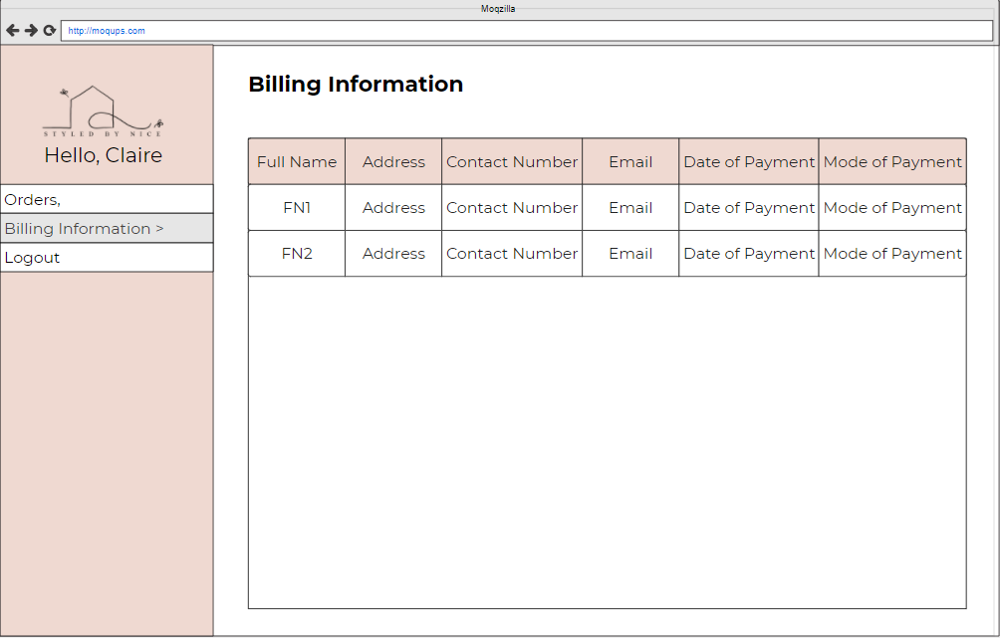 Moqzilla
http://moqups.com
STYLED BY NICE
Hello, Claire
Orders,
Billing Information >
Logout
Billing Information
Full Name Address Contact Number Email Date of Payment Mode of Payment
FN1 Address Contact Number Email Date of Payment Mode of Payment
FN2 Address Contact Number Email Date of Payment Mode of Payment